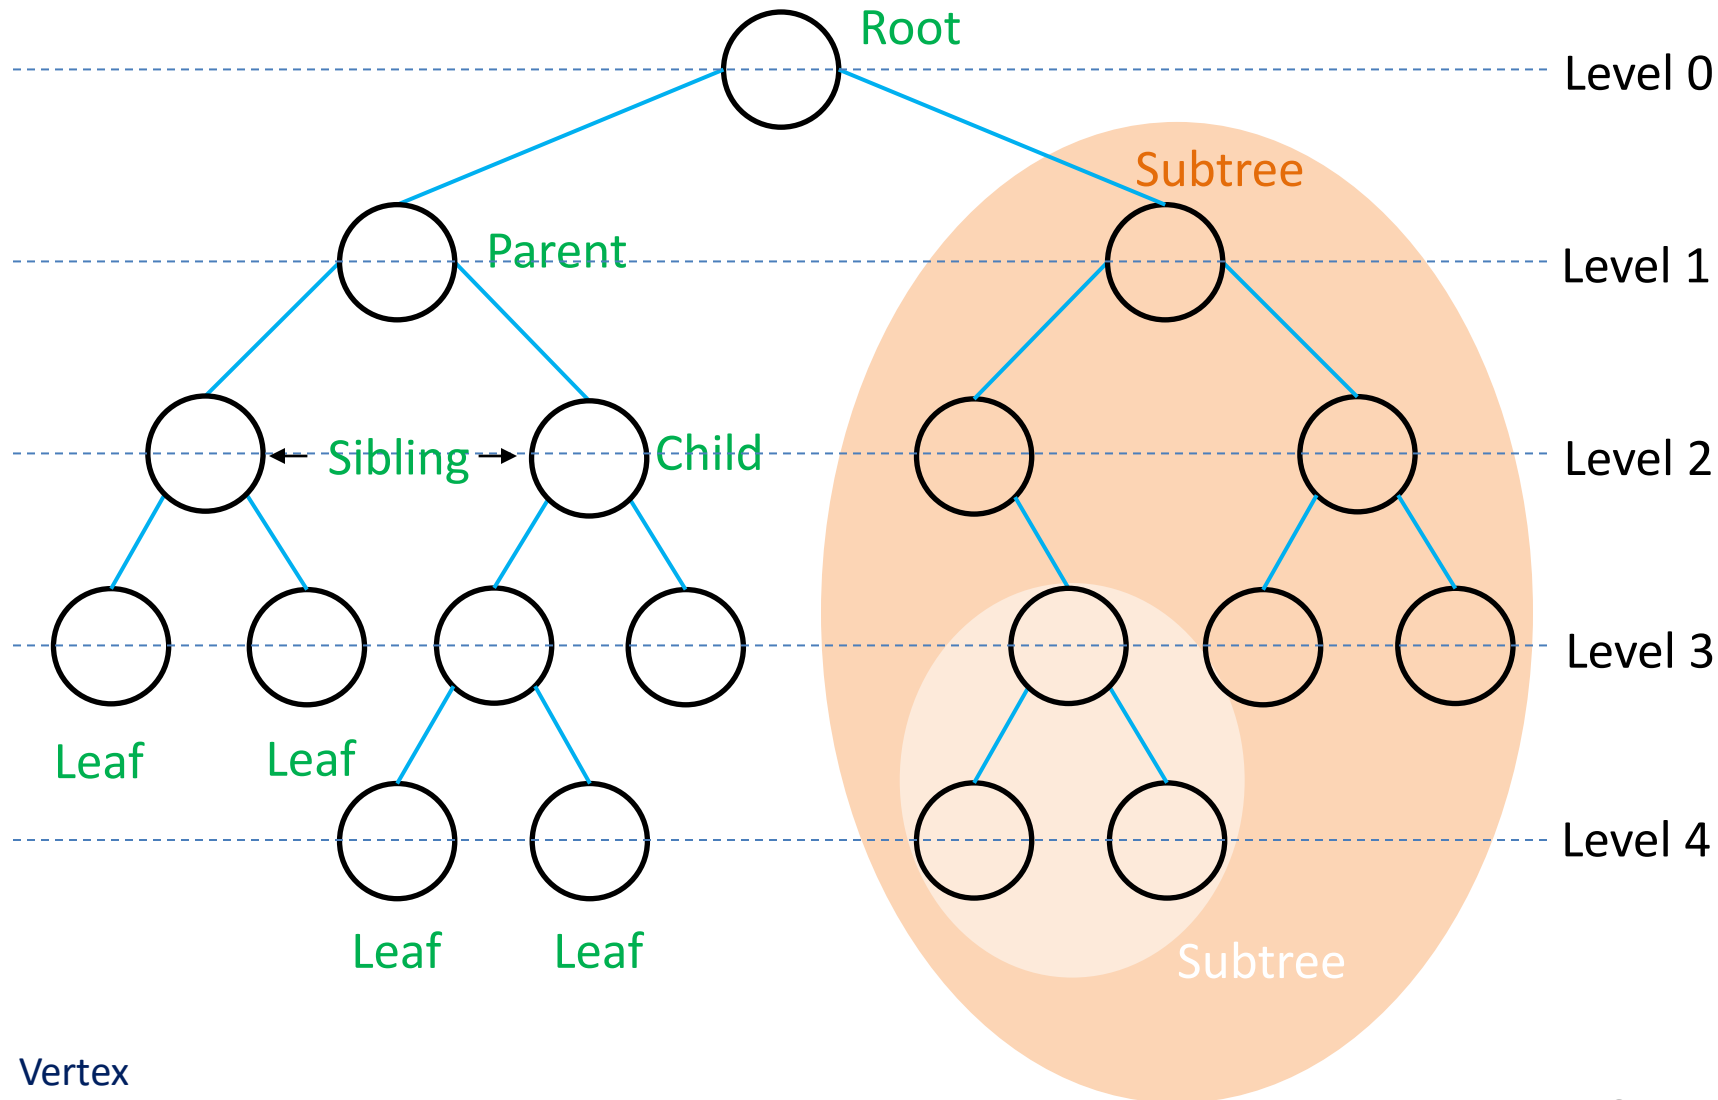 Root
Level 0
Subtree
Parent
Level 1
Sibling
Child
Level 2
Level 3
Leaf
Leaf
Level 4
Leaf
Leaf
Subtree
Vertex